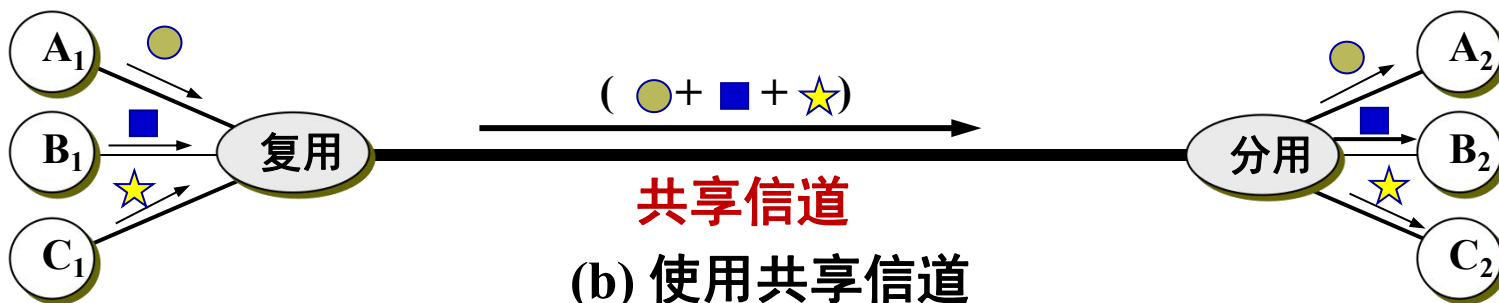 A₁
B₁
C₁
复用
( + + )
共享信道
分用
A₂
B₂
C₂
(b) 使用共享信道